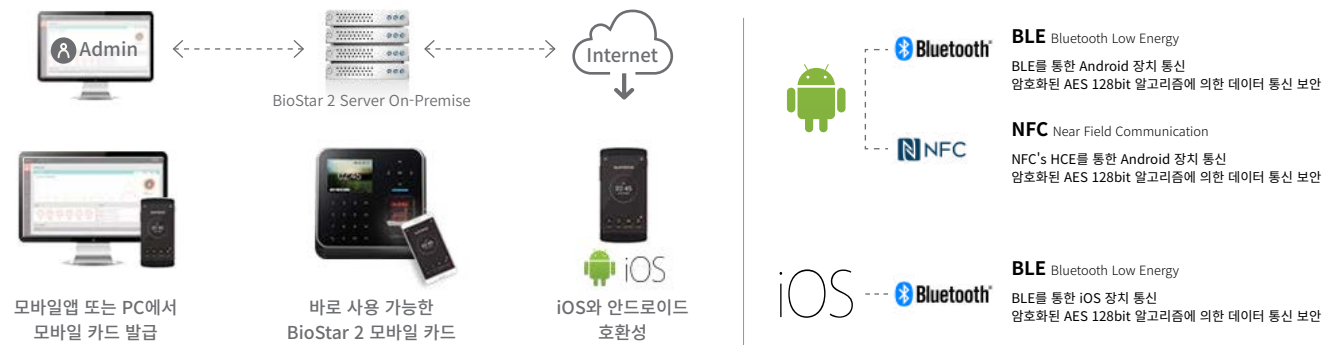 Admin
Internet
BioStar 2 Server On-Premise
모바일앱 또는 PC에서
모바일 카드 발급
02:45
바로 사용 가능한
BioStar 2 모바일 카드
02:45
iOS
iOS와 안드로이드
호환성
Bluetooth
BLE Bluetooth Low Energy
BLE를 통한 Android 장치 통신
암호화된 AES 128bit 알고리즘에 의한 데이터 통신 보안
NFC
NFC Near Field Communication
NFC's HCE를 통한 Android 장치 통신
암호화된 AES 128bit 알고리즘에 의한 데이터 통신 보안
iOS
Bluetooth
BLE Bluetooth Low Energy
BLE를 통한 iOS 장치 통신
암호화된 AES 128bit 알고리즘에 의한 데이터 통신 보안